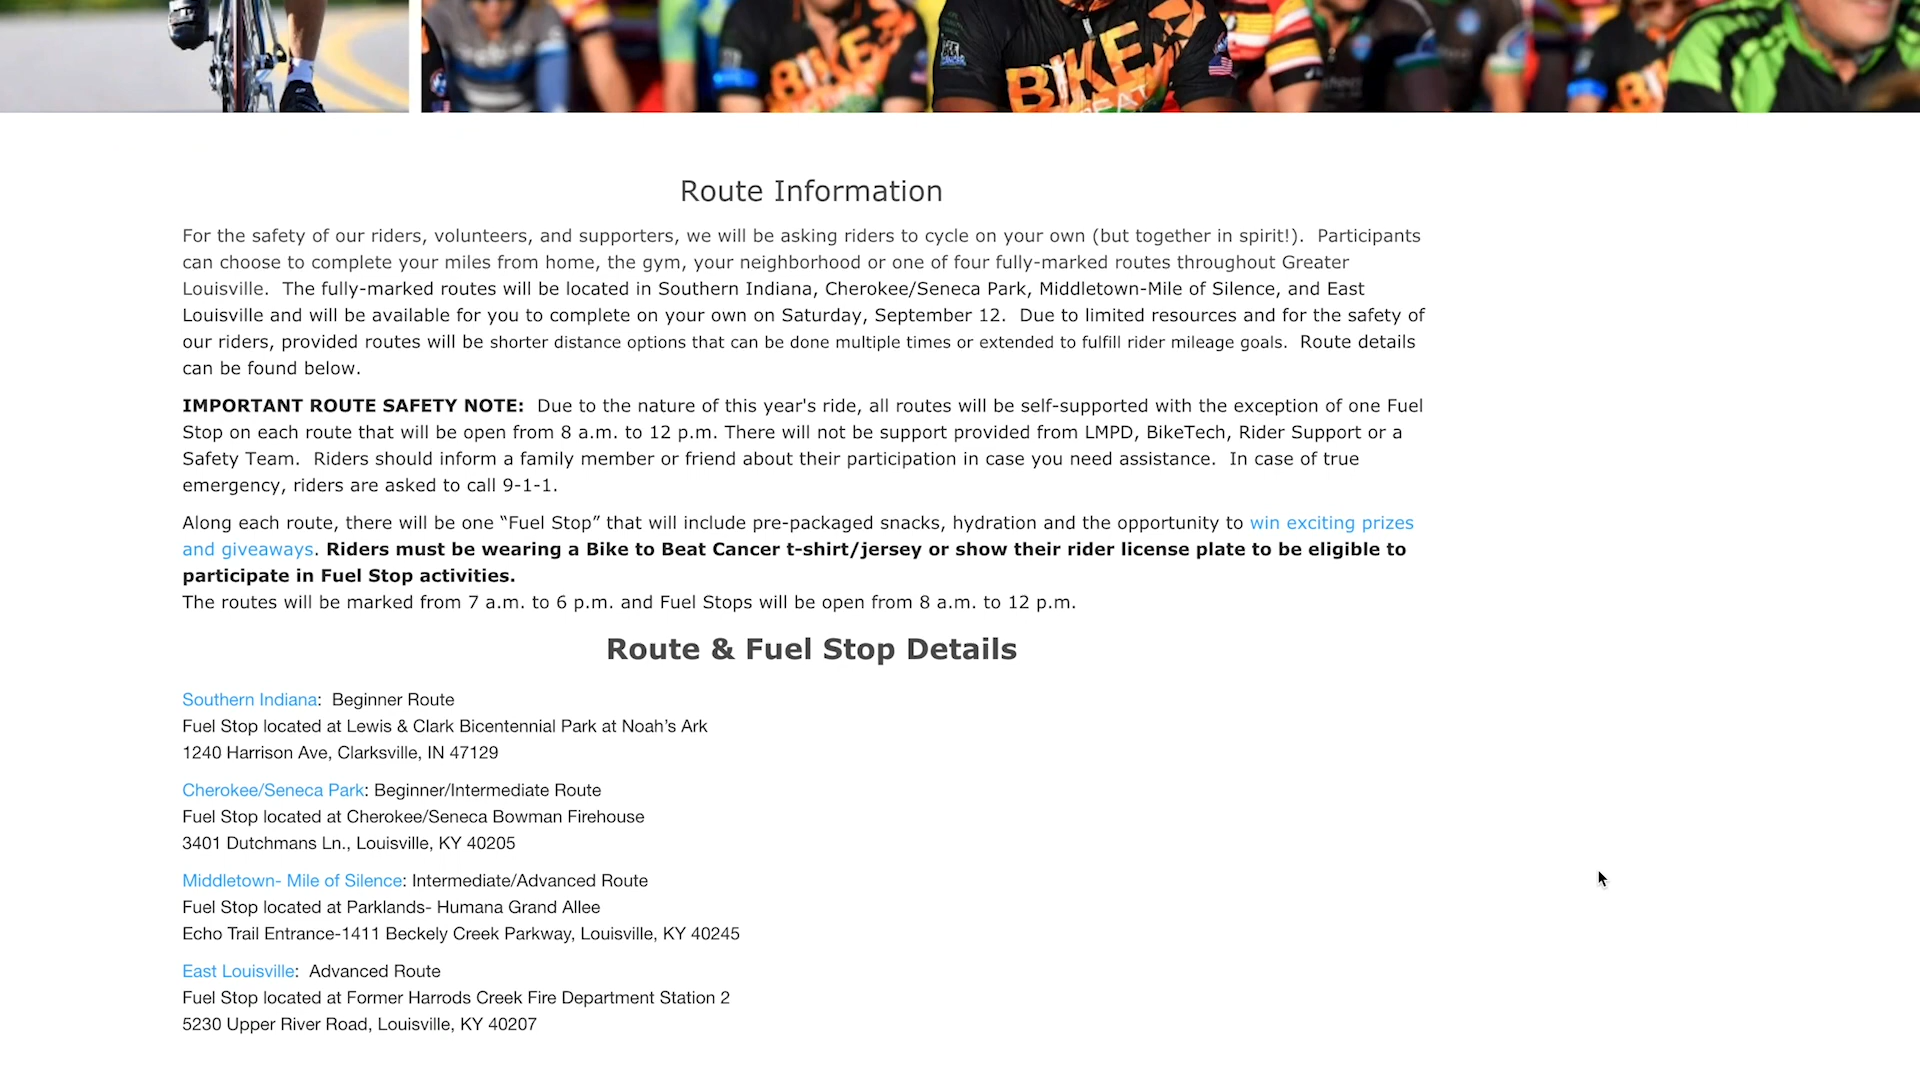 BIKE
BIKE
BIKE
BEAT
Route Information
For the safety of our riders, volunteers, and supporters, we will be asking riders to cycle on your own (but together in spirit!).  Participants
can choose to complete your miles from home, the gym, your neighborhood or one of four fully-marked routes throughout Greater
Louisville.  The fully-marked routes will be located in Southern Indiana, Cherokee/Seneca Park, Middletown-Mile of Silence, and East
Louisville and will be available for you to complete on your own on Saturday, September 12.  Due to limited resources and for the safety of
our riders, provided routes will be shorter distance options that can be done multiple times or extended to fulfill rider mileage goals.  Route details
can be found below.
IMPORTANT ROUTE SAFETY NOTE:  Due to the nature of this year's ride, all routes will be self-supported with the exception of one Fuel
Stop on each route that will be open from 8 a.m. to 12 p.m. There will not be support provided from LMPD, BikeTech, Rider Support or a
Safety Team.  Riders should inform a family member or friend about their participation in case you need assistance.  In case of true
emergency, riders are asked to call 9-1-1.
Along each route, there will be one “Fuel Stop” that will include pre-packaged snacks, hydration and the opportunity to win exciting prizes
and giveaways. Riders must be wearing a Bike to Beat Cancer t-shirt/jersey or show their rider license plate to be eligible to
participate in Fuel Stop activities.
The routes will be marked from 7 a.m. to 6 p.m. and Fuel Stops will be open from 8 a.m. to 12 p.m.
Route & Fuel Stop Details
Southern Indiana:  Beginner Route
Fuel Stop located at Lewis & Clark Bicentennial Park at Noah’s Ark
1240 Harrison Ave, Clarksville, IN 47129
Cherokee/Seneca Park: Beginner/Intermediate Route
Fuel Stop located at Cherokee/Seneca Bowman Firehouse
3401 Dutchmans Ln., Louisville, KY 40205
Middletown- Mile of Silence: Intermediate/Advanced Route
Fuel Stop located at Parklands- Humana Grand Allee
Echo Trail Entrance-1411 Beckely Creek Parkway, Louisville, KY 40245
East Louisville:  Advanced Route
Fuel Stop located at Former Harrods Creek Fire Department Station 2
5230 Upper River Road, Louisville, KY 40207